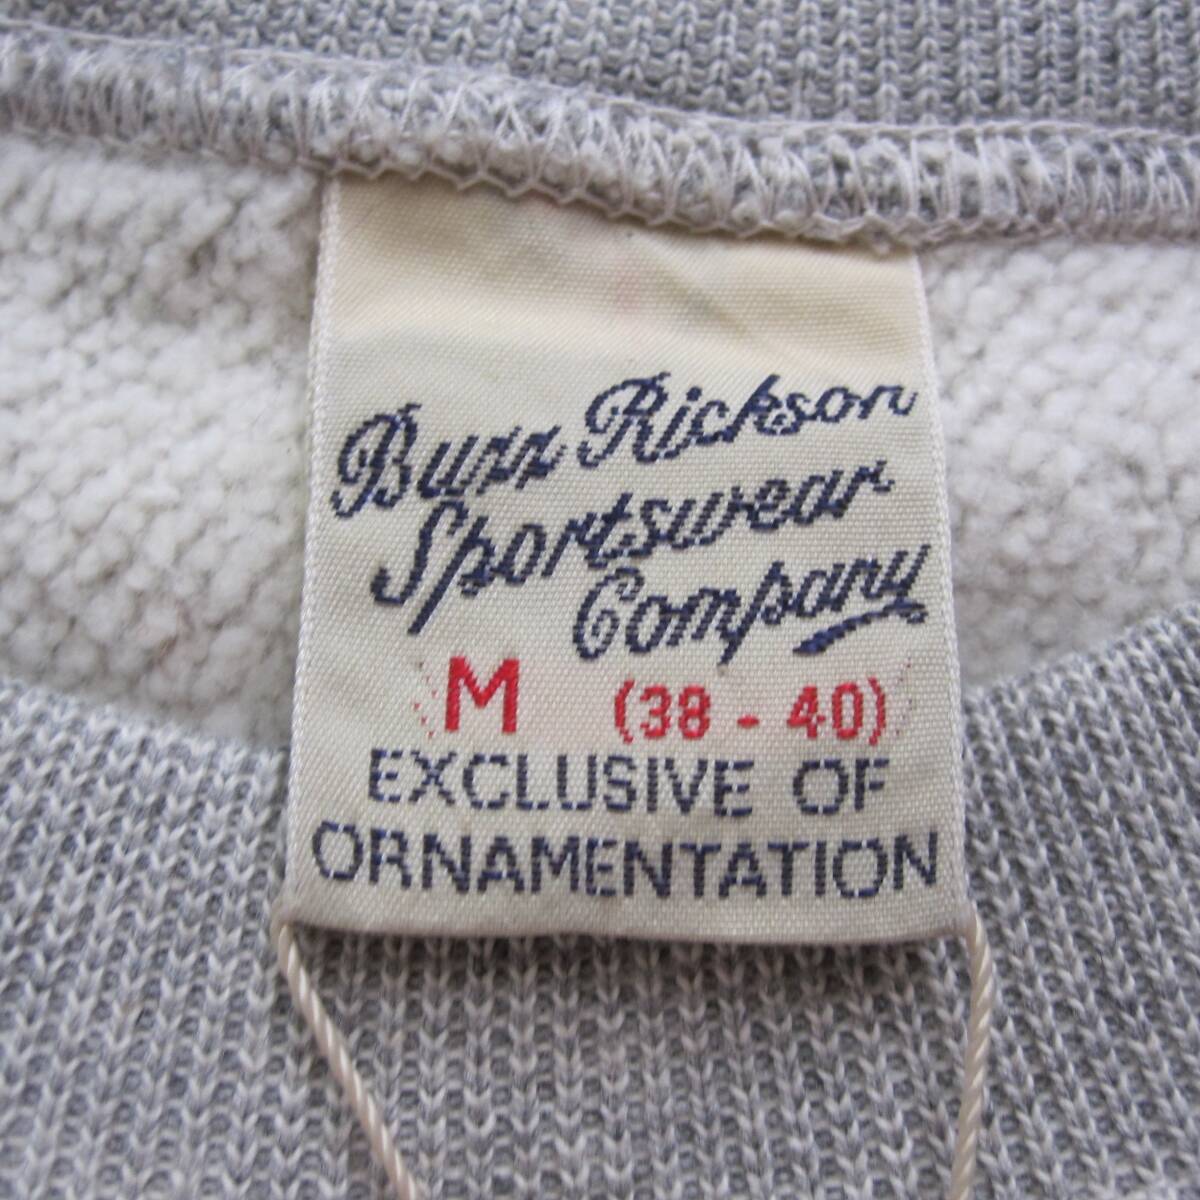 Buzz Rickson
Sportswear
Company
M (38 - 40)
EXCLUSIVE OF
ORNAMENTATION